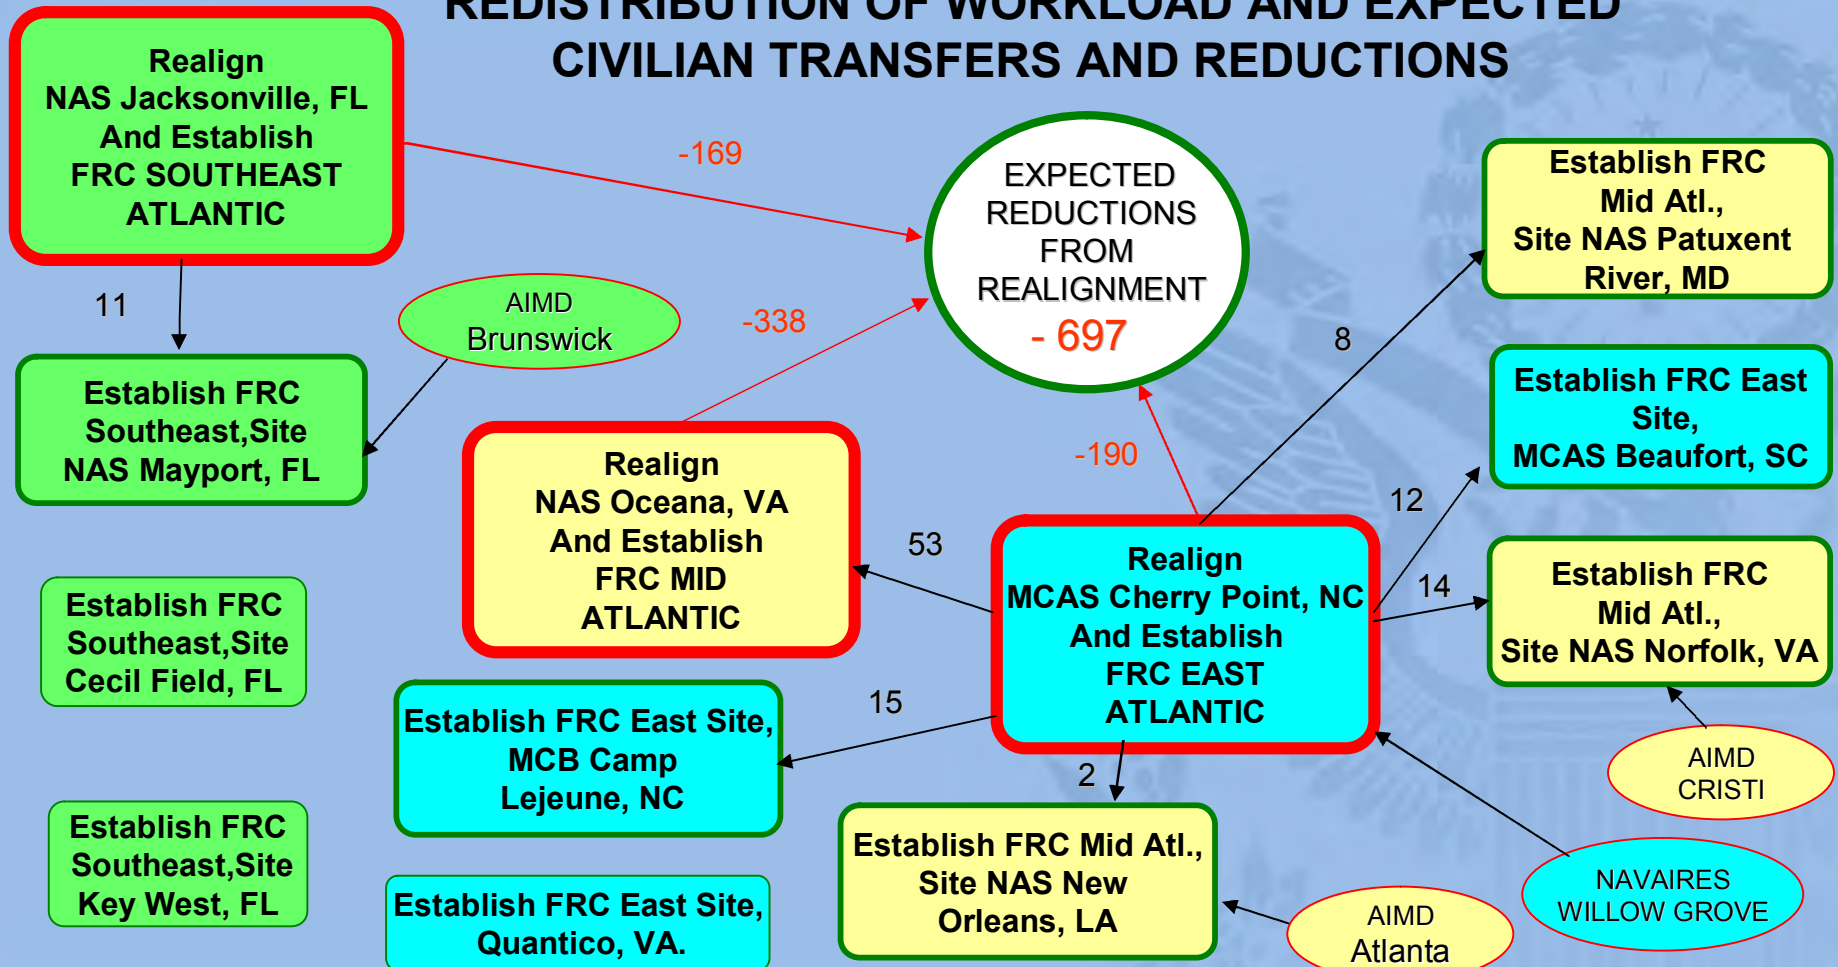 REDISTRIBUTION OF WORKLOAD AND EXPECTED
CIVILIAN TRANSFERS AND REDUCTIONS
Realign
NAS Jacksonville, FL
And Establish
FRC SOUTHEAST
ATLANTIC
-169
EXPECTED
REDUCTIONS
FROM
REALIGNMENT
- 697
Establish FRC
Mid Atl.,
Site NAS Patuxent
River, MD
11
AIMD
Brunswick
-338
8
Establish FRC
Southeast,Site
NAS Mayport, FL
Establish FRC East
Site,
MCAS Beaufort, SC
Realign
NAS Oceana, VA
And Establish
FRC MID
ATLANTIC
-190
12
53
Realign
MCAS Cherry Point, NC
And Establish
FRC EAST
ATLANTIC
14
Establish FRC
Mid Atl.,
Site NAS Norfolk, VA
Establish FRC
Southeast,Site
Cecil Field, FL
Establish FRC East Site,
MCB Camp
Lejeune, NC
15
2
AIMD
CRISTI
Establish FRC
Southeast,Site
Key West, FL
Establish FRC East Site,
Quantico, VA.
Establish FRC Mid Atl.,
Site NAS New
Orleans, LA
AIMD
Atlanta
NAVAIRES
WILLOW GROVE